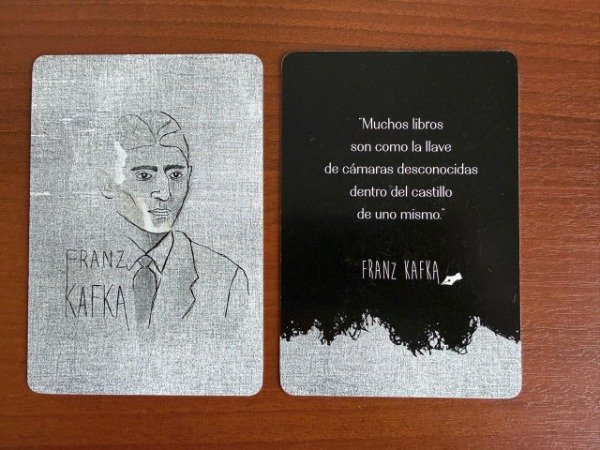 FRANZ
KAFKA
"Muchos libros
son como la llave
de cámaras desconocidas
dentro del castillo
de uno mismo."
FRANZ KAFKA